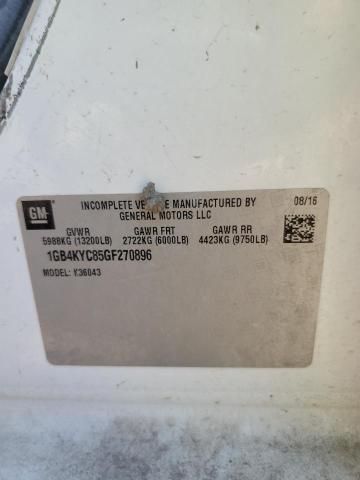 GM
INCOMPLETE VEHICLE MANUFACTURED BY
GENERAL MOTORS LLC
08/16
GVWR GAWR FRT GAWR RR
5988KG (13200LB) 2722KG (6000LB) 4423KG (9750LB)
1GB4KYC85GF270896
MODEL: K36043